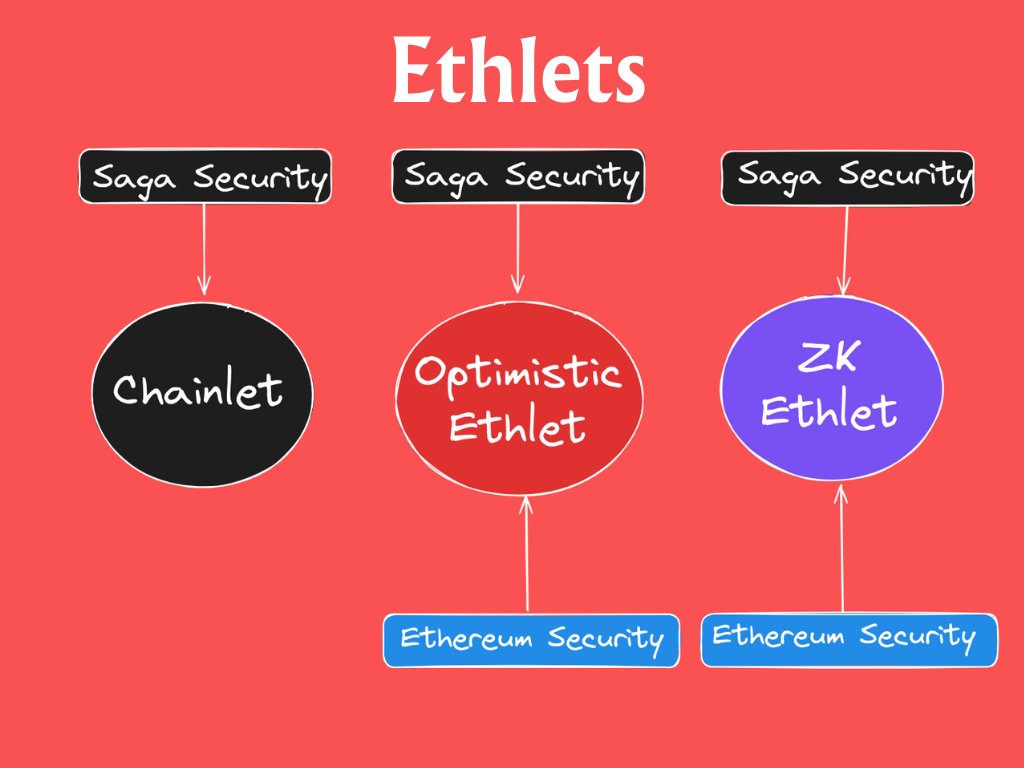 Ethlets
Saga Security
Saga Security
Saga Security
Chainlet
Optimistic
Ethlet
ZK
Ethlet
Ethereum Security
Ethereum Security